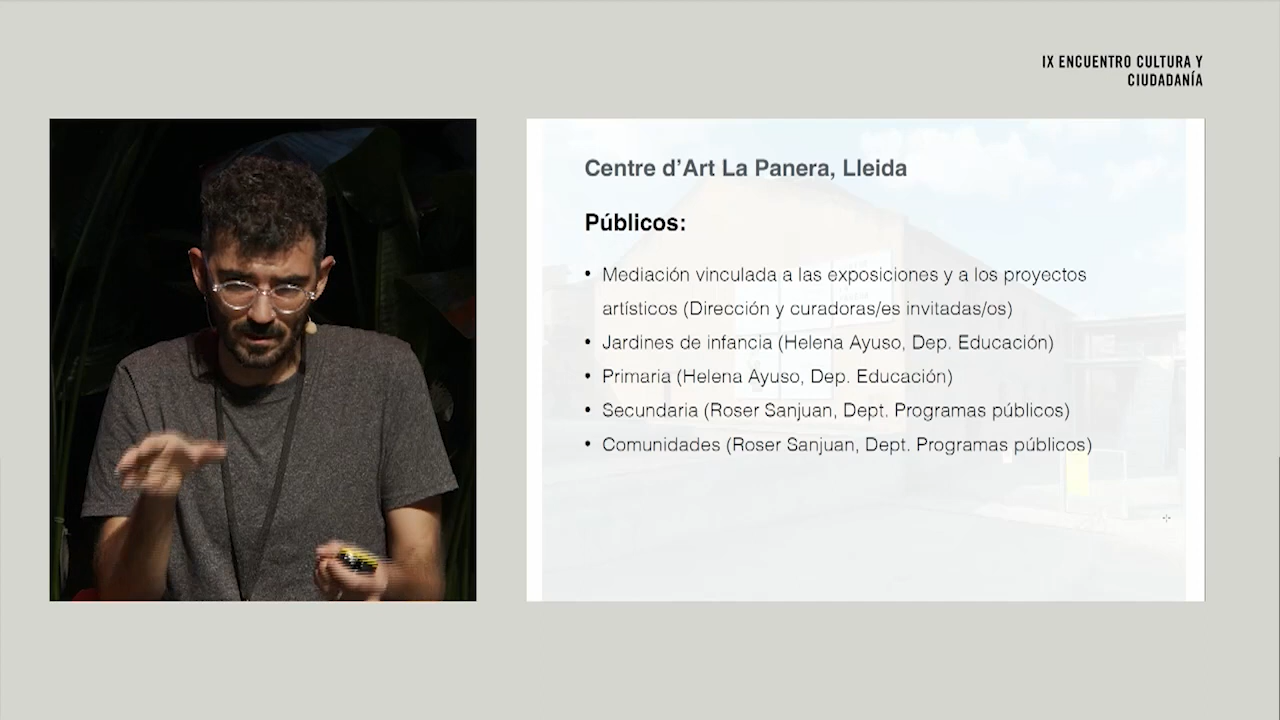 IX ENCUENTRO CULTURA Y
CIUDADANÍA
Centre d’Art La Panera, Lleida
Públicos:
• Mediación vinculada a las exposiciones y a los proyectos
artísticos (Dirección y curadoras/es invitadas/os)
• Jardines de infancia (Helena Ayuso, Dep. Educación)
• Primaria (Helena Ayuso, Dep. Educación)
• Secundaria (Roser Sanjuan, Dept. Programas públicos)
• Comunidades (Roser Sanjuan, Dept. Programas públicos)